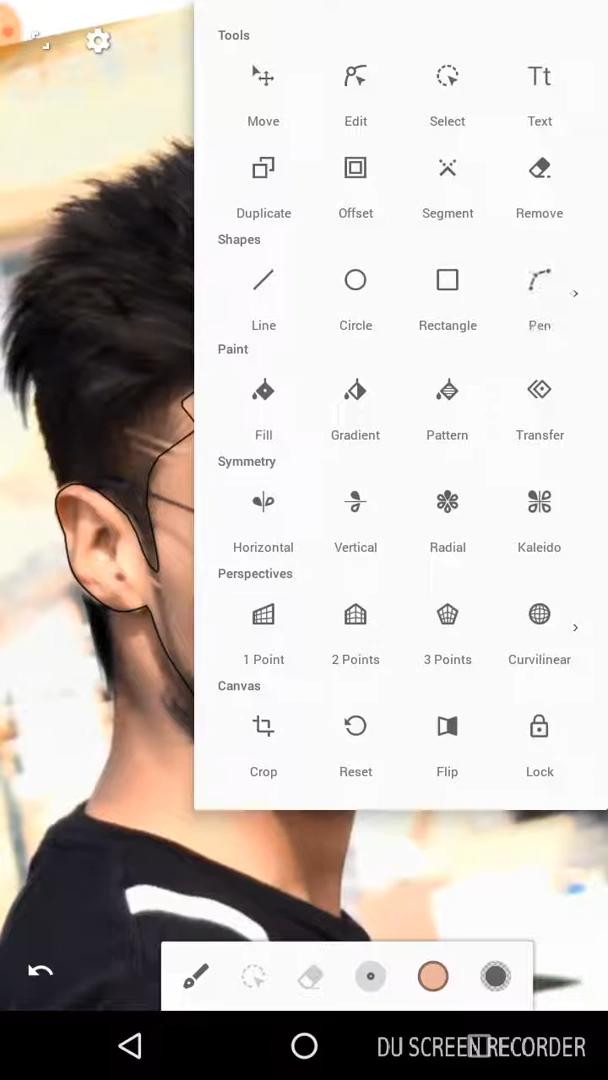 Tools
Move Edit Select Text
Duplicate Offset Segment Remove
Shapes
Line Circle Rectangle Pen
Paint
Fill Gradient Pattern Transfer
Symmetry
Horizontal Vertical Radial Kaleido
Perspectives
1 Point 2 Points 3 Points Curvilinear
Canvas
Crop Reset Flip Lock
DU SCREEN RECORDER